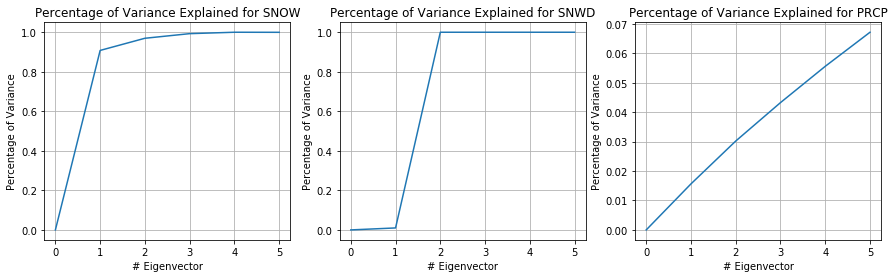 Percentage of Variance Explained for SNOW
Percentage of Variance
1.0
0.8
0.6
0.4
0.2
0.0
0 1 2 3 4 5
# Eigenvector
Percentage of Variance Explained for SNWD
Percentage of Variance
1.0
0.8
0.6
0.4
0.2
0.0
0 1 2 3 4 5
# Eigenvector
Percentage of Variance Explained for PRCP
Percentage of Variance
0.07
0.06
0.05
0.04
0.03
0.02
0.01
0.00
0 1 2 3 4 5
# Eigenvector